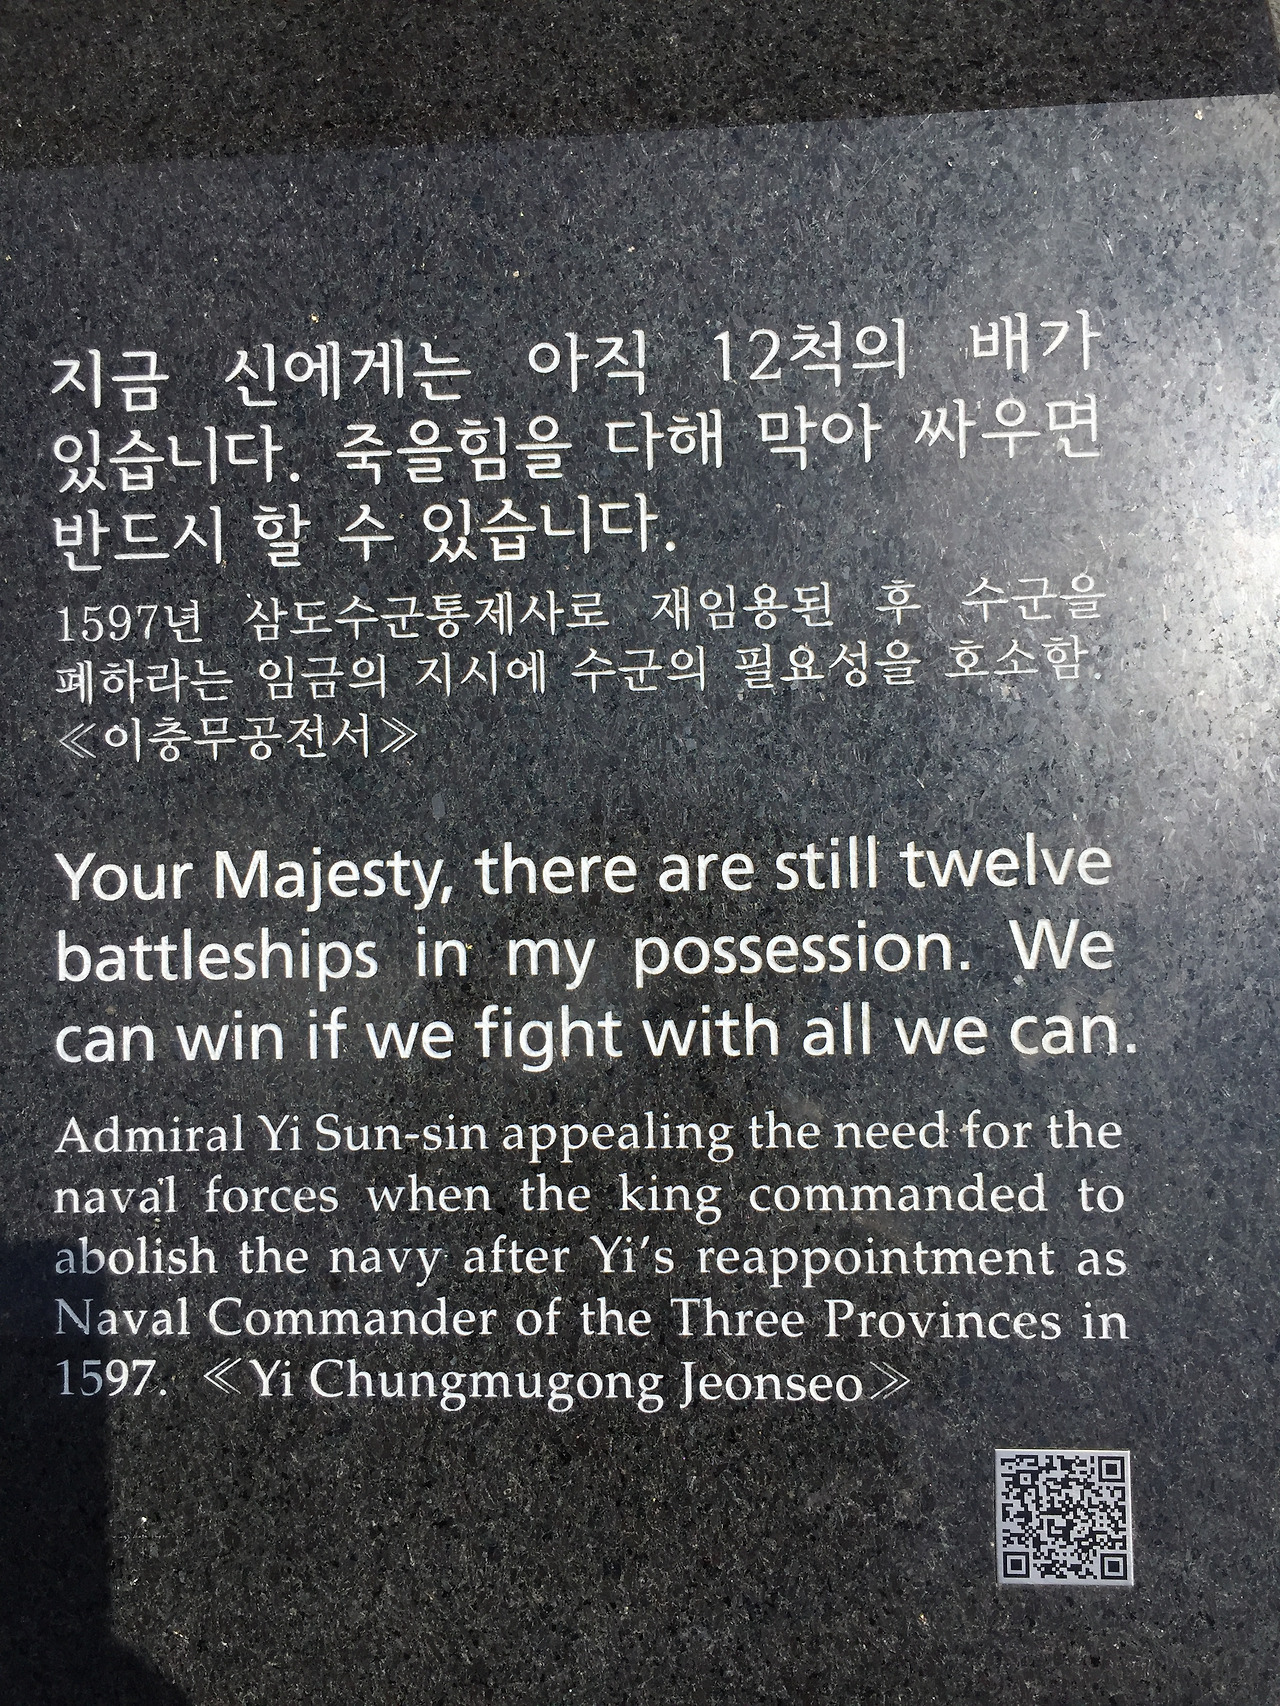 지금 신에게는 아직 12척의 배가
있습니다. 죽을힘을 다해 막아 싸우면
반드시 할 수 있습니다.
1597년 삼도수군통제사로 재임용된 후 수군을
폐하라는 임금의 지시에 수군의 필요성을 호소함.
≪이충무공전서≫
Your Majesty, there are still twelve
battleships in my possession. We
can win if we fight with all we can.
Admiral Yi Sun-sin appealing the need for the
naval forces when the king commanded to
abolish the navy after Yi's reappointment as
Naval Commander of the Three Provinces in
1597. ≪Yi Chungmugong Jeonseo≫